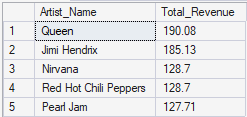 Artist_Name Total_Revenue
1 Queen 190.08
2 Jimi Hendrix 185.13
3 Nirvana 128.7
4 Red Hot Chili Peppers 128.7
5 Pearl Jam 127.71